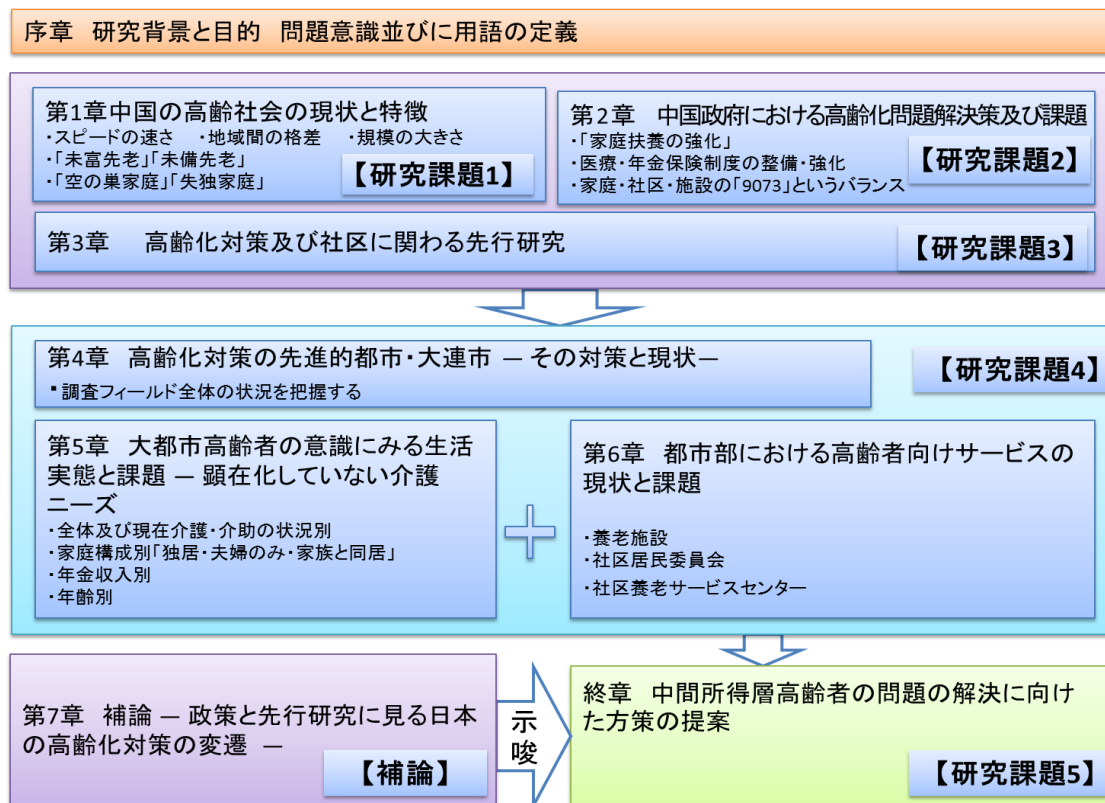 序章 研究背景と目的 問題意識並びに用語の定義
第1章中国の高齢社会の現状と特徴
・スピードの速さ ・地域間の格差 ・規模の大きさ
・「未富先老」「未備先老」
・「空の巣家庭」「失独家庭」
【研究課題1】
第2章 中国政府における高齢化問題解決策及び課題
・「家庭扶養の強化」
・医療・年金保険制度の整備・強化
・家庭・社区・施設の「9073」というバランス
【研究課題2】
第3章 高齢化対策及び社区に関わる先行研究
【研究課題3】
第4章 高齢化対策の先進的都市・大連市 ― その対策と現状―
・調査フィールド全体の状況を把握する
【研究課題4】
第5章 大都市高齢者の意識にみる生活
実態と課題 ― 顕在化していない介護
ニーズ
・全体及び現在介護・介助の状況別
・家庭構成別「独居・夫婦のみ・家族と同居」
・年金収入別
・年齢別
第6章 都市部における高齢者向けサービスの
現状と課題
・養老施設
・社区居民委員会
・社区養老サービスセンター
第7章 補論 ― 政策と先行研究に見る日本
の高齢化対策の変遷 ―
【補論】
示
唆
終章 中間所得層高齢者の問題の解決に向け
た方策の提案
【研究課題5】